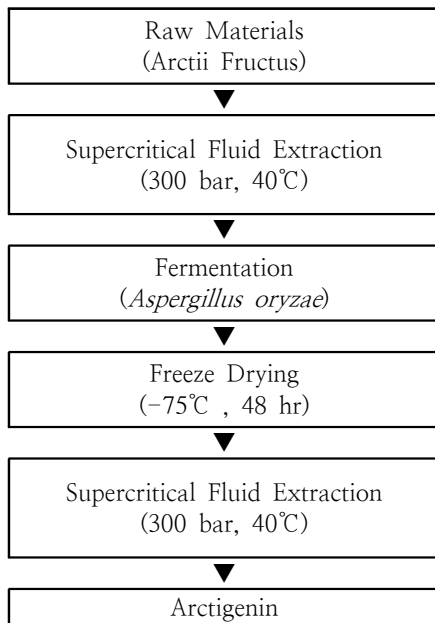 Raw Materials
(Arctii Fructus)
Supercritical Fluid Extraction
(300 bar, 40℃)
Fermentation
(Aspergillus oryzae)
Freeze Drying
(-75℃ , 48 hr)
Supercritical Fluid Extraction
(300 bar, 40℃)
Arctigenin